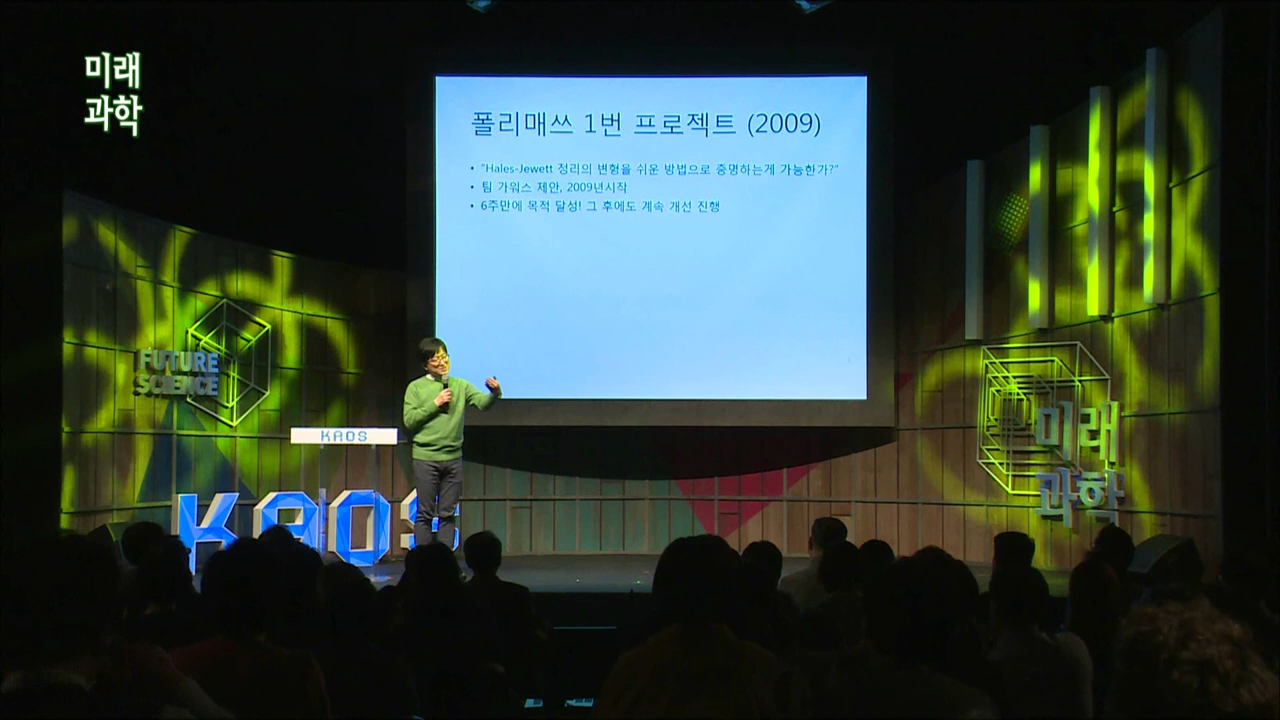 미래
과학
폴리매쓰 1번 프로젝트 (2009)
• "Hales-Jewett 정리의 변형을 쉬운 방법으로 증명하는게 가능한가?"
• 팀 가워스 제안, 2009년시작
• 6주만에 목적 달성! 그 후에도 계속 개선 진행
FUTURE
SCIENCE
KAOS
미래
과학
KAOS